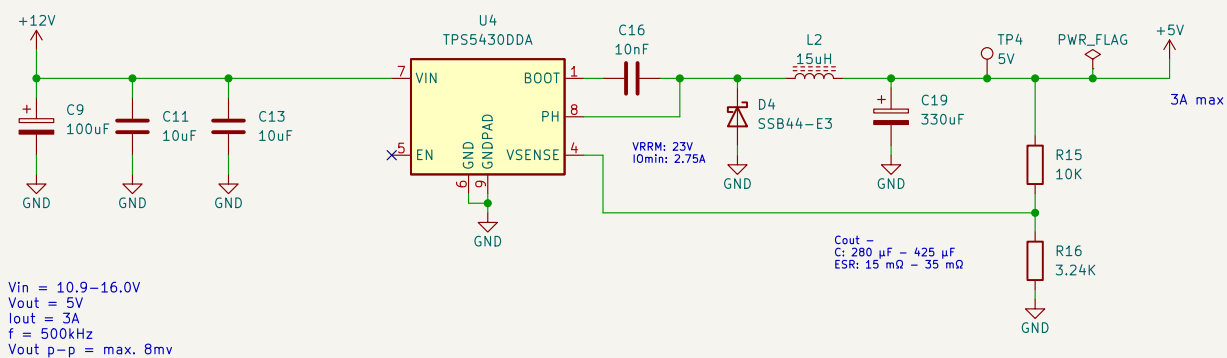 +12V
U4
TPS5430DDA
C16
10nF
L2
15uH
TP4
5V
PWR_FLAG
+5V
7
VIN
BOOT
1
3A max
C9
100uF
C11
10uF
C13
10uF
PH
8
D4
SSB44-E3
C19
330uF
5
EN
GND
GNDPAD
VSENSE
4
VRRM: 23V
IOmin: 2.75A
R15
10K
6
9
GND
GND
GND
GND
GND
GND
Cout -
C: 280 µF - 425 µF
ESR: 15 mΩ - 35 mΩ
R16
3.24K
GND
Vin = 10.9-16.0V
Vout = 5V
Iout = 3A
f = 500kHz
Vout p-p = max. 8mv